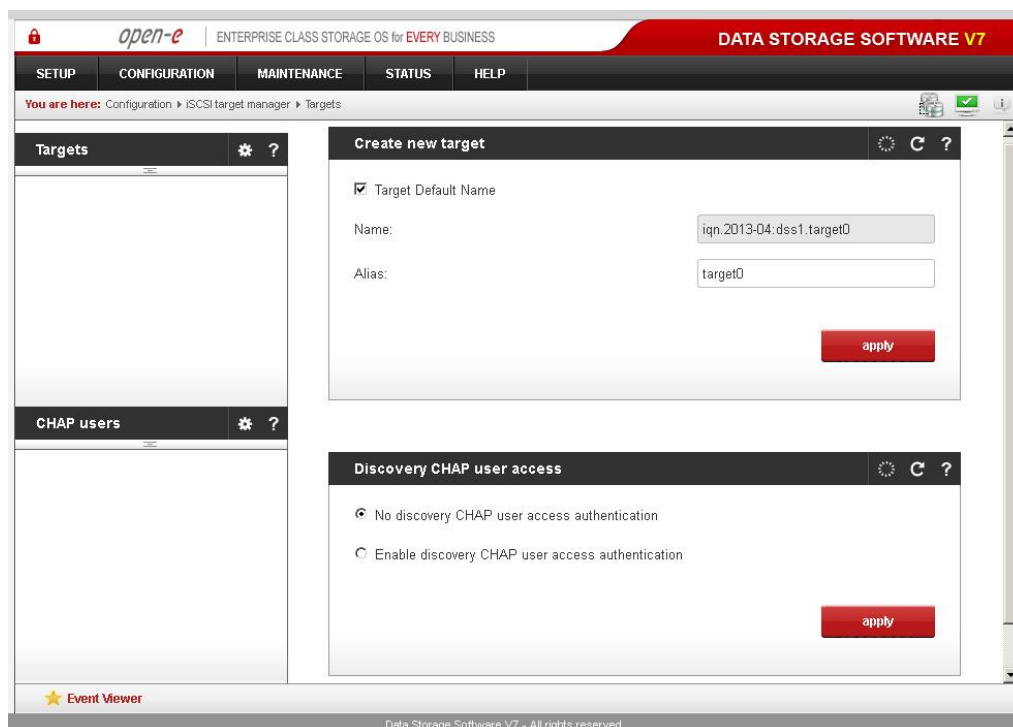 open-e ENTERPRISE CLASS STORAGE OS for EVERY BUSINESS DATA STORAGE SOFTWARE V7
SETUP CONFIGURATION MAINTENANCE STATUS HELP
You are here: Configuration iSCSI target manager Targets
Targets ?
Create new target ?
Target Default Name
Name: iqn.2013-04:dss1.target0
Alias: target0
apply
CHAP users ?
Discovery CHAP user access ?
No discovery CHAP user access authentication
Enable discovery CHAP user access authentication
apply
Event Viewer
Data Storage Software V7 - All rights reserved